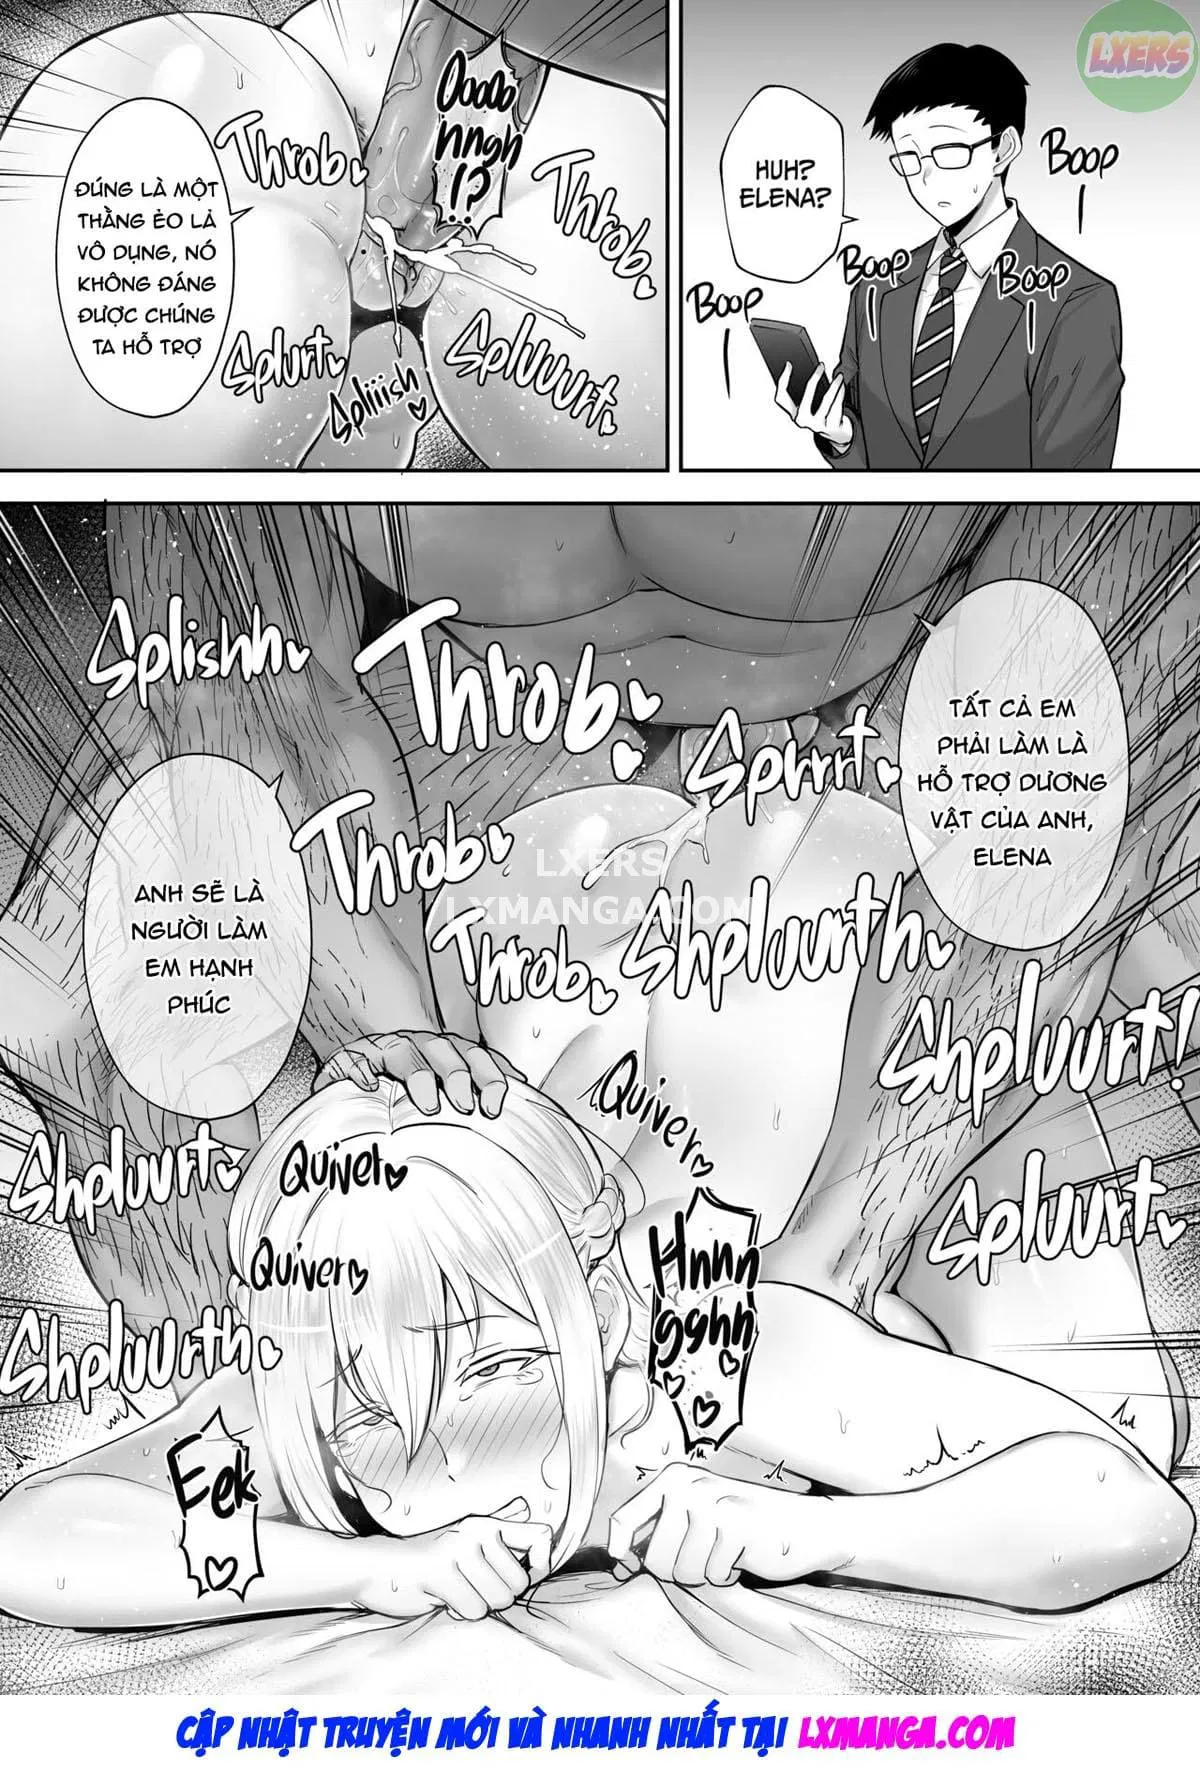 LXERS
HUH?
ELENA?
BOOP
BOOP
BOOP
BOOP
Ooooo
nngh
!?
Throb
Throb
ĐÚNG LÀ MỘT
THẰNG ẺO LẢ
VÔ DỤNG, NÓ
KHÔNG ĐÁNG
ĐƯỢC CHÚNG
TA HỖ TRỢ
Splurt
Spliiish
Spluuurt
TẤT CẢ EM
PHẢI LÀM LÀ
HỖ TRỢ DƯƠNG
VẬT CỦA ANH,
ELENA
Splishh
Throb
Sprrrt
Throb
LXERS
LXMANGA.COM
Throb
Shpluurth
ANH SẼ LÀ
NGƯỜI LÀM
EM HẠNH
PHÚC
Shpluurt!
Quiver
Quiver
Quiver
Shpluurt
Spluurt
Hnnn
gghh
Shpluurth
Eek
CẬP NHẬT TRUYỆN MỚI VÀ NHANH NHẤT TẠI LXMANGA.COM